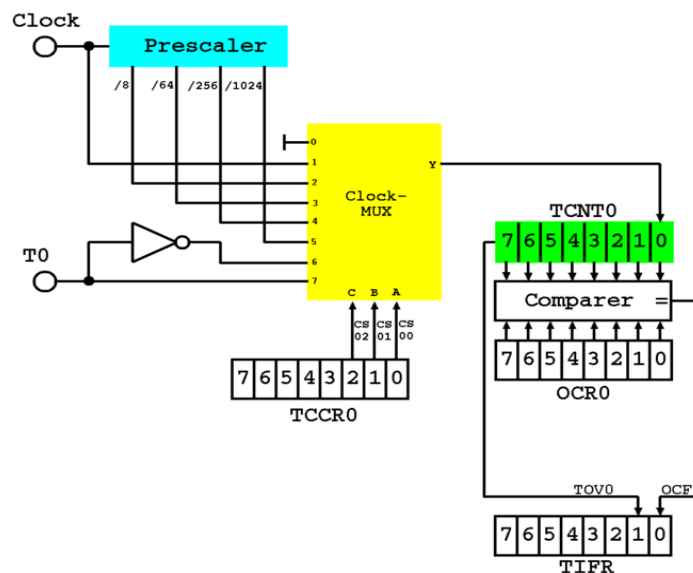 Clock
Prescaler
/8 /64 /256 /1024
0
1
2
3
4
5
6
7
Y
Clock-
MUX
T0
C B A
CS
02
CS
01
CS
00
7 6 5 4 3 2 1 0
TCCR0
TCNT0
7 6 5 4 3 2 1 0
Comparer =
7 6 5 4 3 2 1 0
OCR0
TOV0 OCF
7 6 5 4 3 2 1 0
TIFR